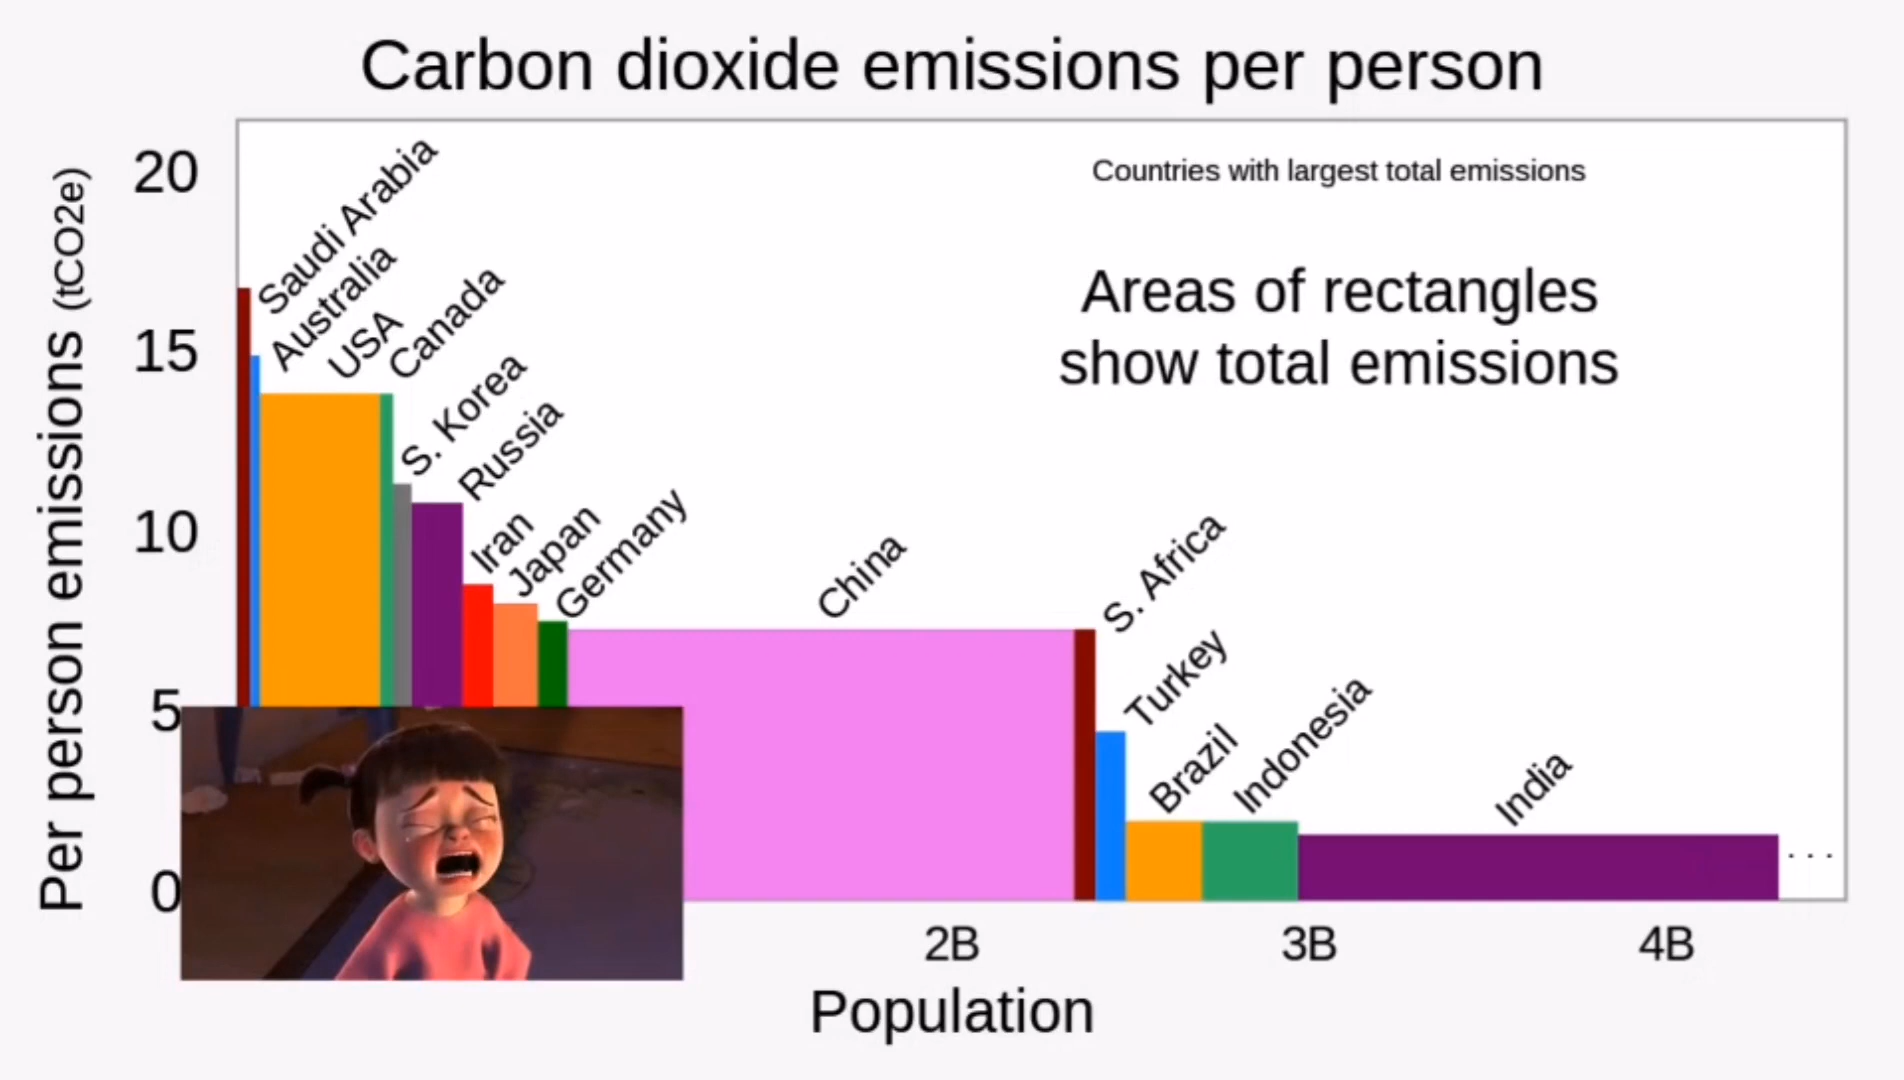 Carbon dioxide emissions per person
Countries with largest total emissions
Areas of rectangles
show total emissions
Per person emissions (tCO2e)
20
15
10
5
0
Saudi Arabia
Australia
USA
Canada
S. Korea
Russia
Iran
Japan
Germany
China
S. Africa
Turkey
Brazil
Indonesia
India
...
2B
3B
4B
Population